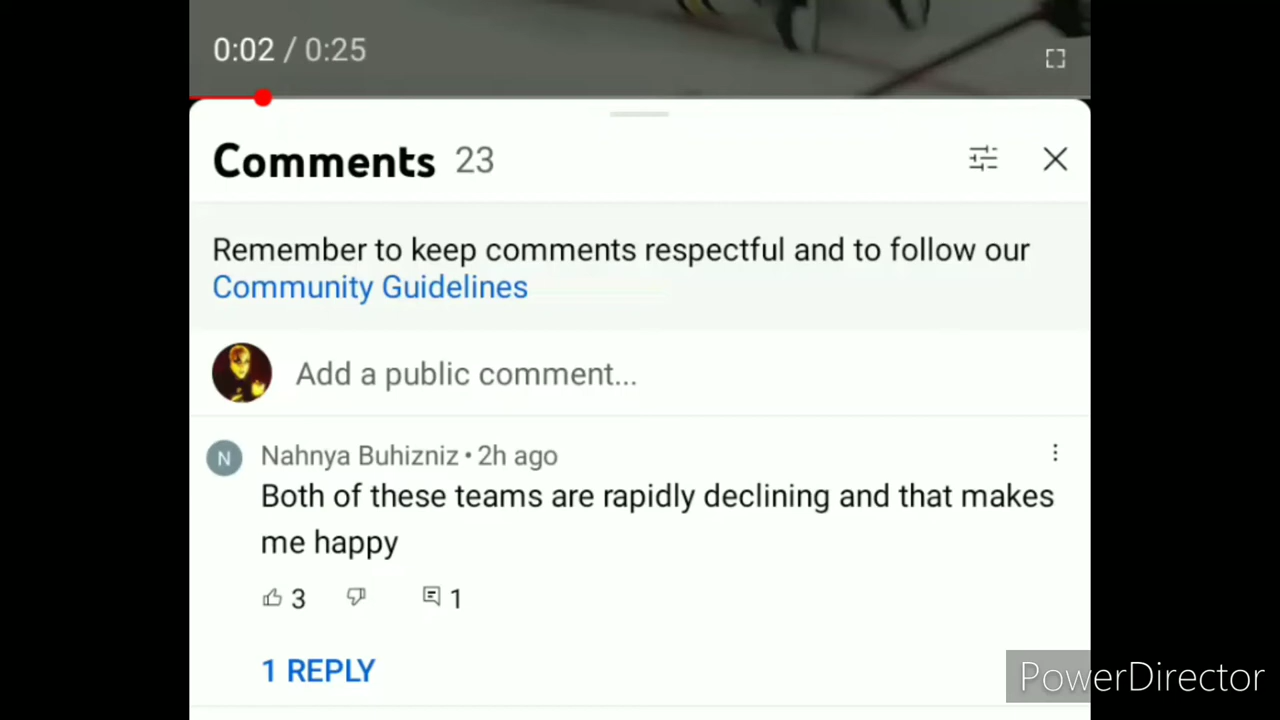 0:02 / 0:25
Comments 23
Remember to keep comments respectful and to follow our
Community Guidelines
Add a public comment...
N Nahnya Buhizniz • 2h ago
Both of these teams are rapidly declining and that makes
me happy
3 1
1 REPLY
PowerDirector